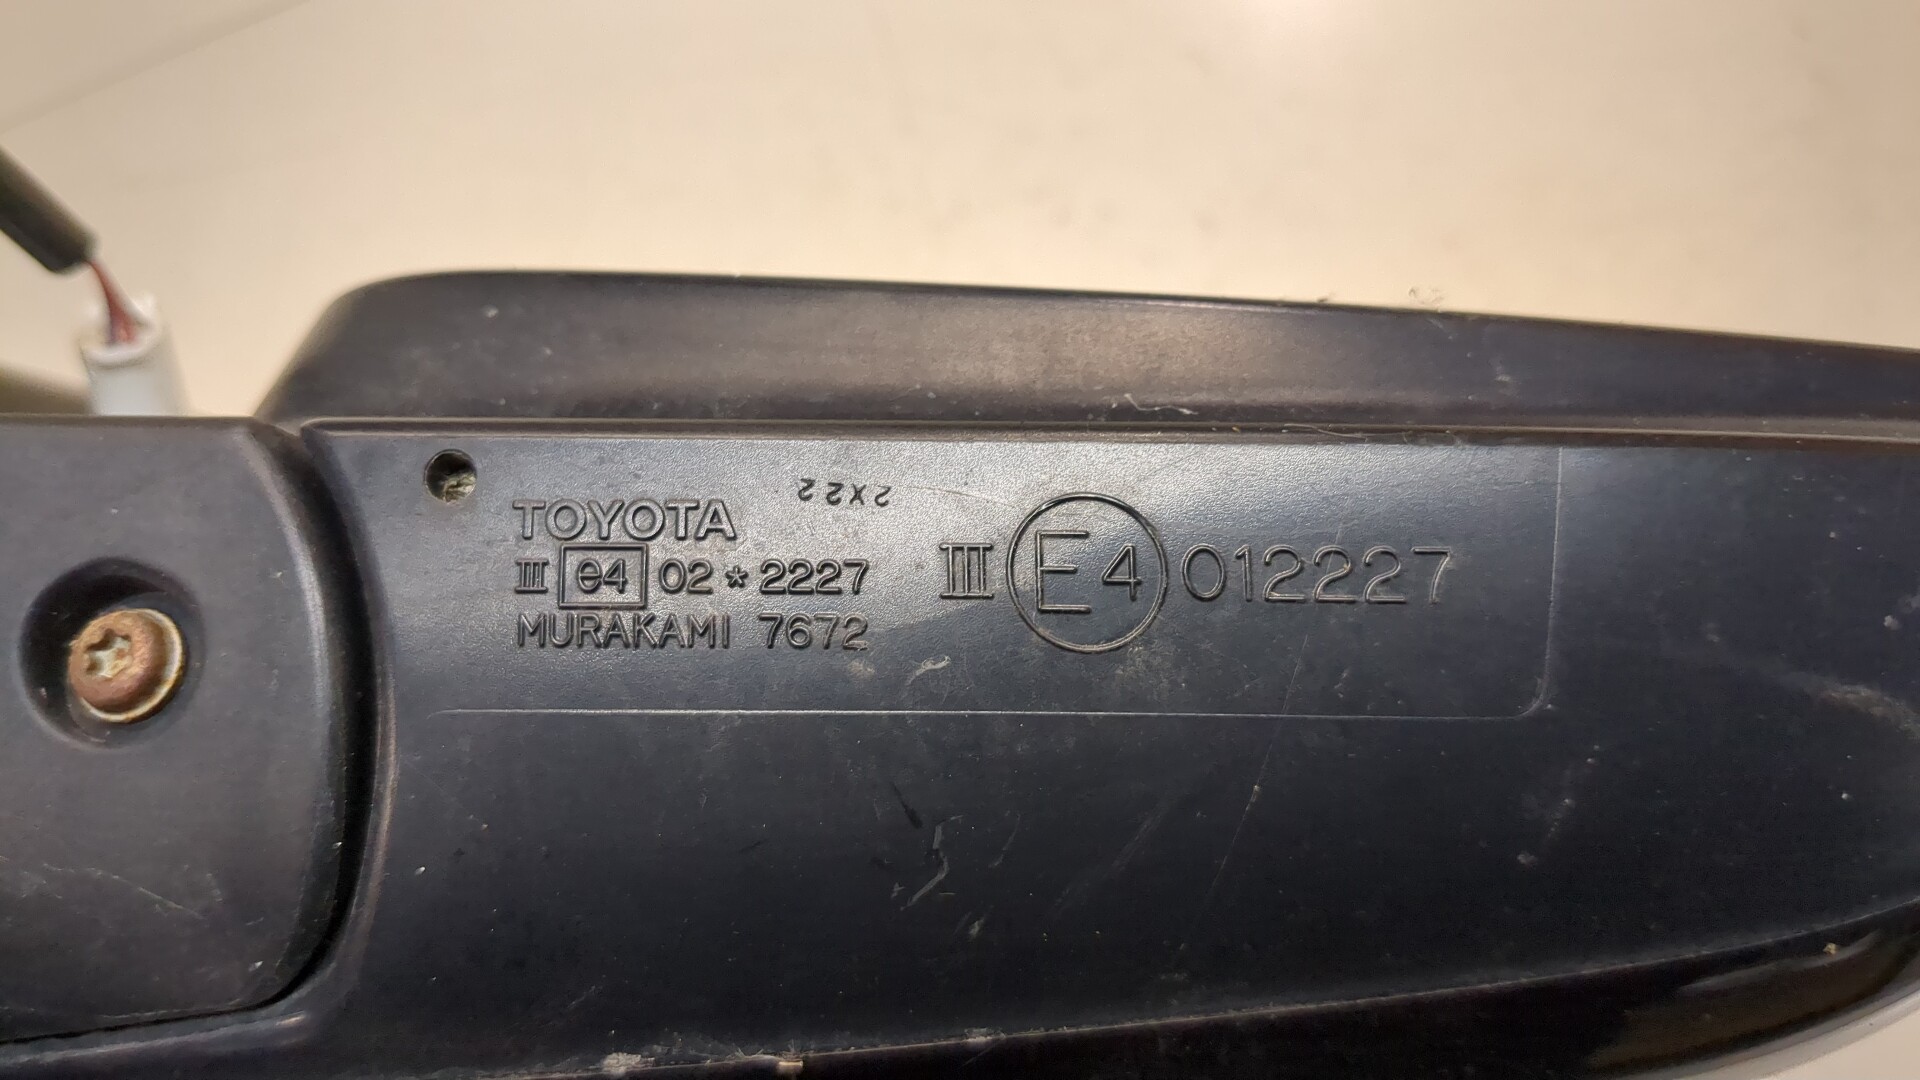 TOYOTA
2X22
III e4 02*2227
MURAKAMI 7672
III E4 012227